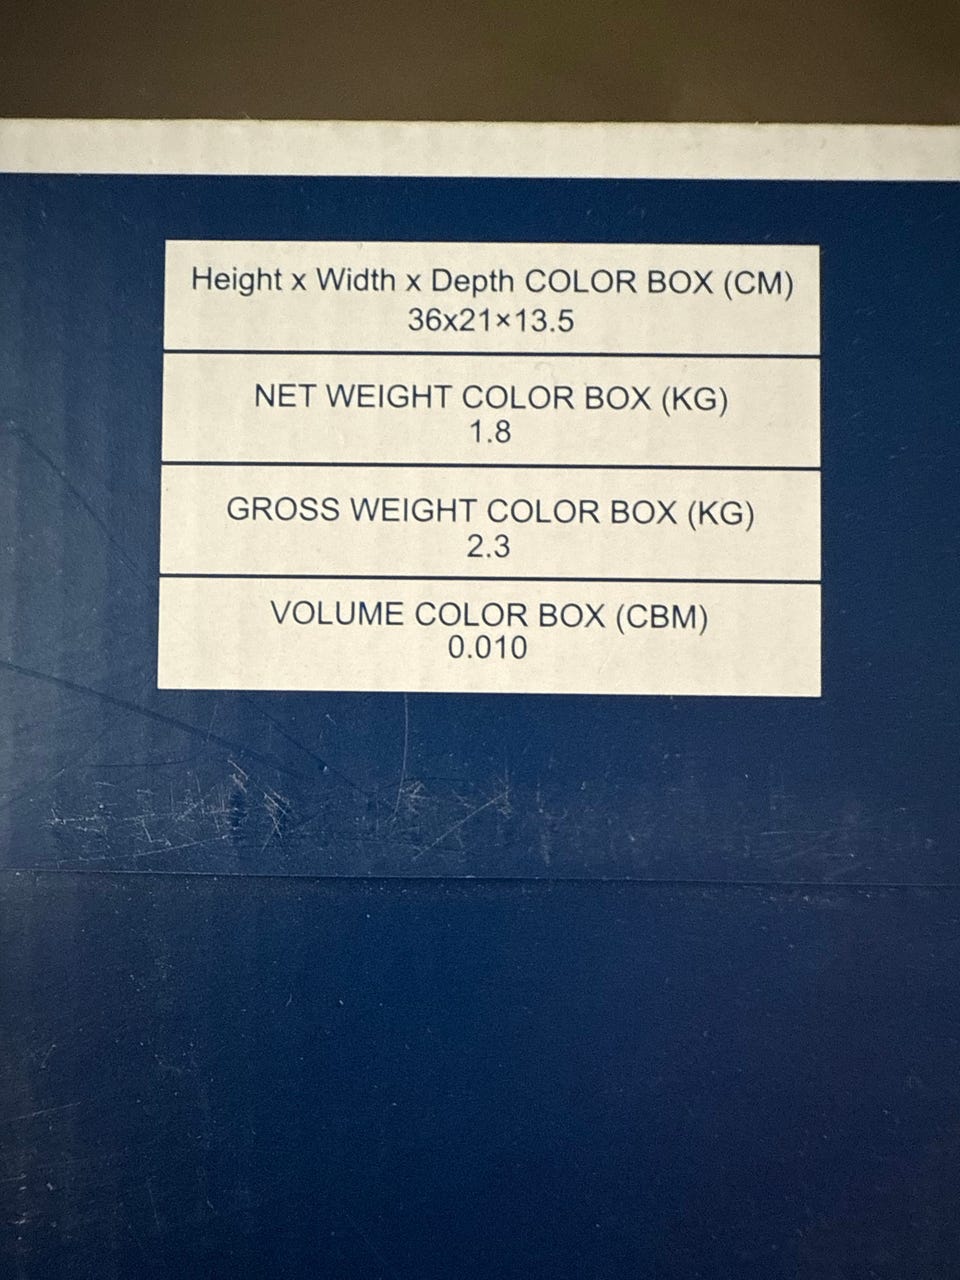 Height x Width x Depth COLOR BOX (CM)
36x21×13.5
NET WEIGHT COLOR BOX (KG)
1.8
GROSS WEIGHT COLOR BOX (KG)
2.3
VOLUME COLOR BOX (CBM)
0.010